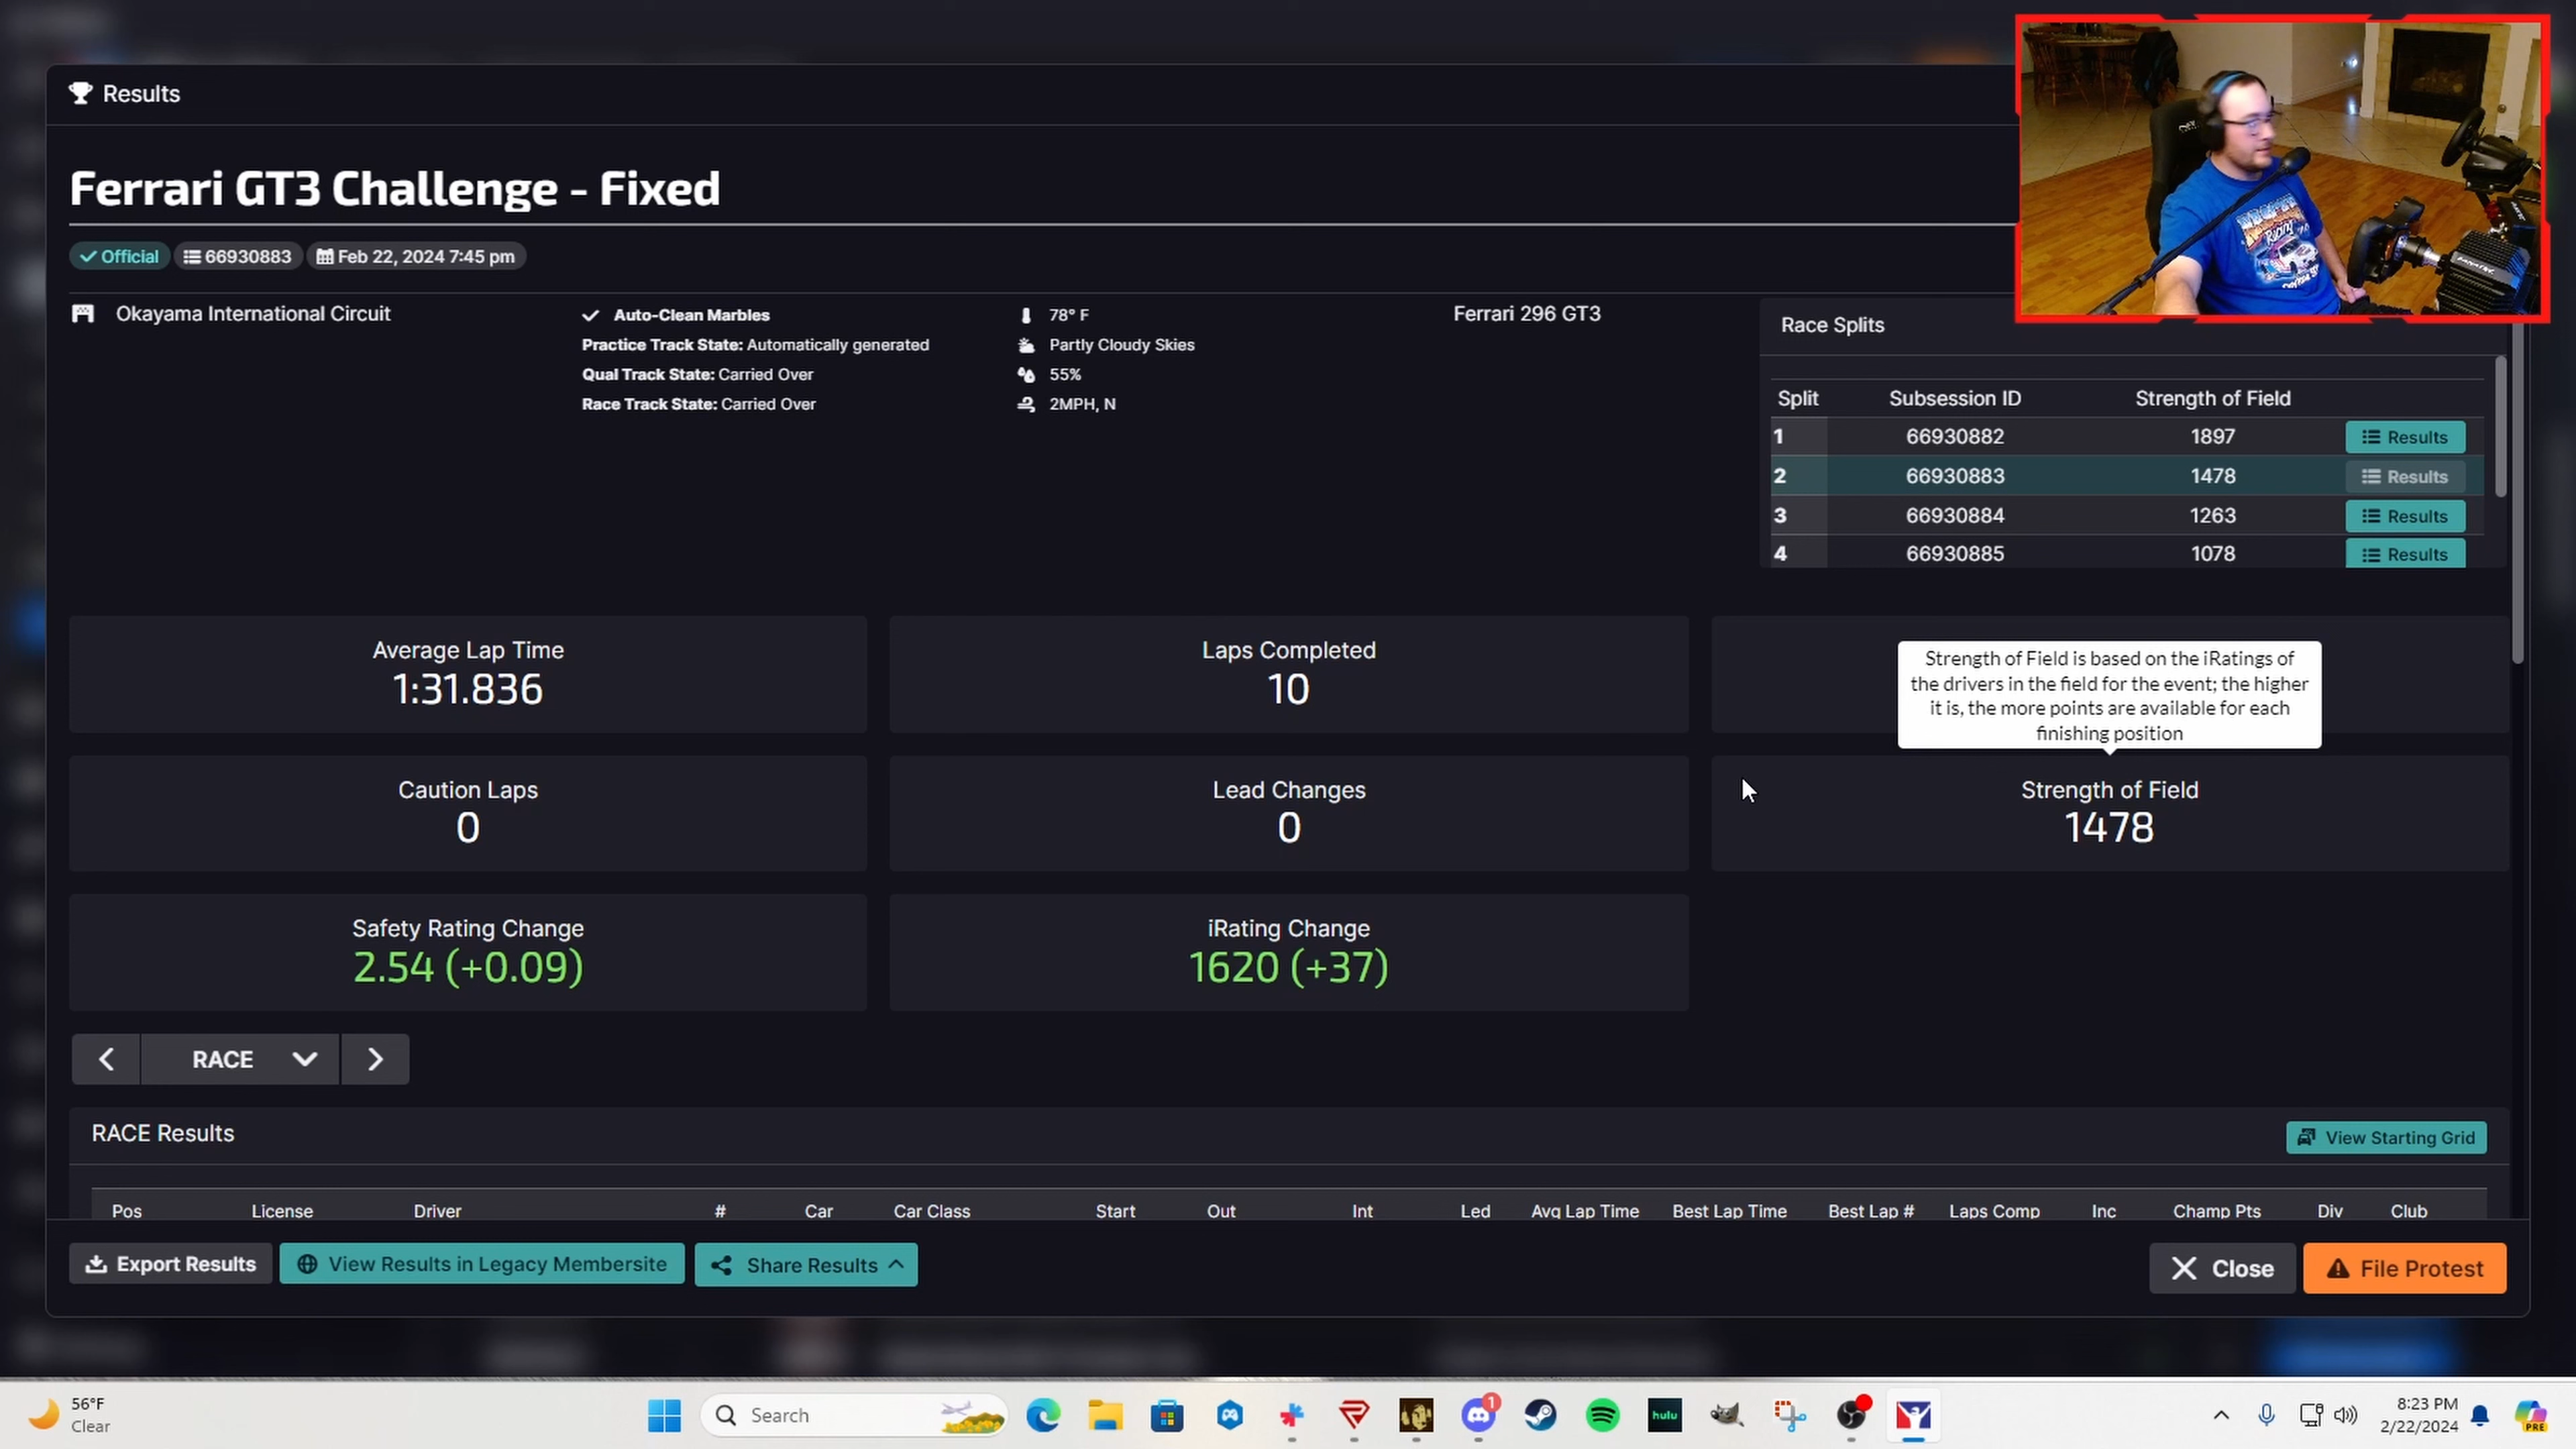 Results
Ferrari GT3 Challenge - Fixed
Official
66930883
Feb 22, 2024 7:45 pm
Okayama International Circuit
Auto-Clean Marbles
Practice Track State: Automatically generated
Qual Track State: Carried Over
Race Track State: Carried Over
78° F
Partly Cloudy Skies
55%
2MPH, N
Ferrari 296 GT3
Race Splits
Split Subsession ID Strength of Field
1 66930882 1897 Results
2 66930883 1478 Results
3 66930884 1263 Results
4 66930885 1078 Results
Average Lap Time
1:31.836
Laps Completed
10
Strength of Field is based on the iRatings of
the drivers in the field for the event; the higher
it is, the more points are available for each
finishing position
Caution Laps
0
Lead Changes
0
Strength of Field
1478
Safety Rating Change
2.54 (+0.09)
iRating Change
1620 (+37)
RACE
RACE Results
View Starting Grid
Pos License Driver # Car Car Class Start Out Int Led Avg Lap Time Best Lap Time Best Lap # Laps Comp Inc Champ Pts Div Club
Export Results
View Results in Legacy Membersite
Share Results
Close
File Protest
56°F
Clear
Search
hulu
1
8:23 PM
2/22/2024
PRE